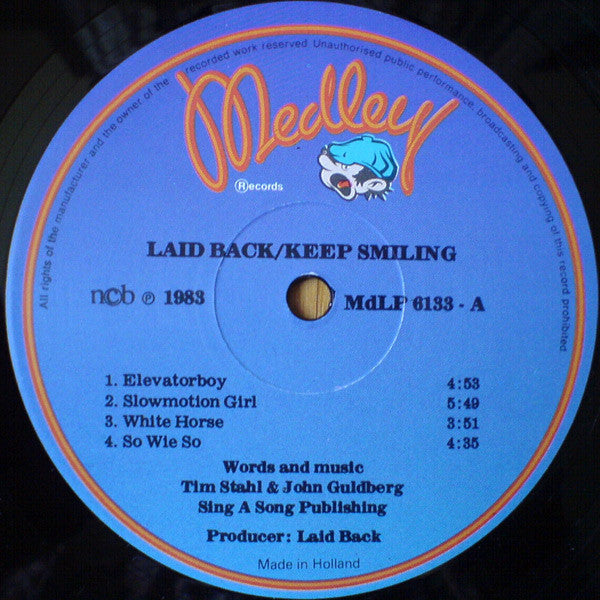 All rights of the manufacturer and the owner of the recorded work reserved Unauthorised public performance, broadcasting and copying of this record prohibited
Medley
Ⓡecords
LAID BACK/KEEP SMILING
ncb ℗ 1983
MdLP 6133 - A
1. Elevatorboy 4:53
2. Slowmotion Girl 5:49
3. White Horse 3:51
4. So Wie So 4:35
Words and music
Tim Stahl & John Guldberg
Sing A Song Publishing
Producer: Laid Back
Made in Holland